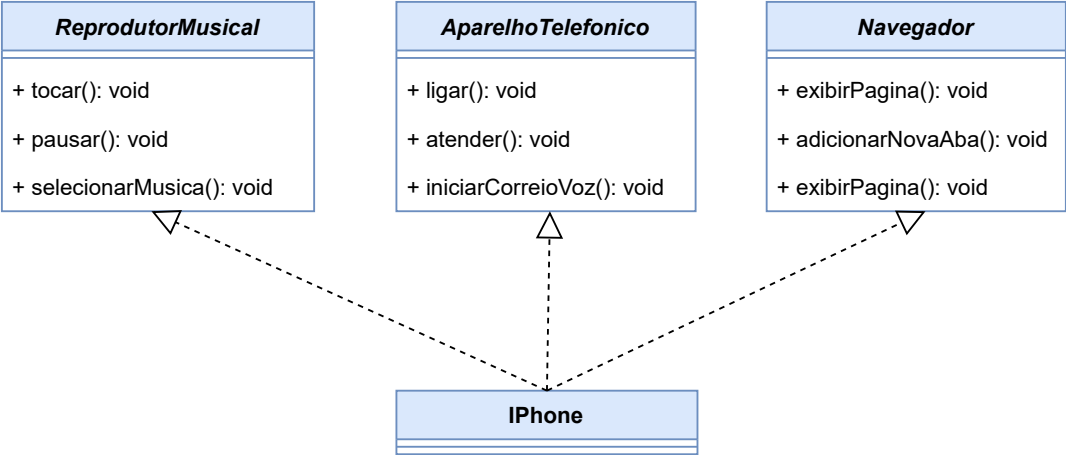 ReprodutorMusical
+ tocar(): void
+ pausar(): void
+ selecionarMusica(): void
AparelhoTelefonico
+ ligar(): void
+ atender(): void
+ iniciarCorreioVoz(): void
Navegador
+ exibirPagina(): void
+ adicionarNovaAba(): void
+ exibirPagina(): void
IPhone